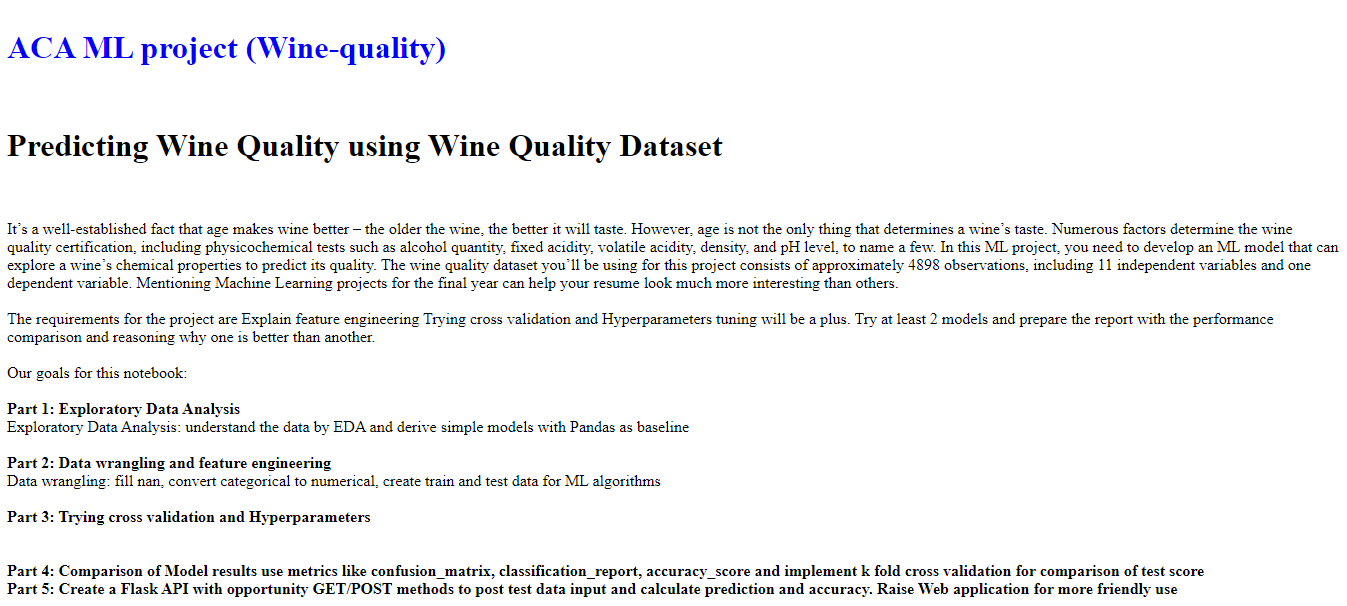 ACA ML project (Wine-quality)
Predicting Wine Quality using Wine Quality Dataset
It’s a well-established fact that age makes wine better – the older the wine, the better it will taste. However, age is not the only thing that determines a wine’s taste. Numerous factors determine the wine
quality certification, including physicochemical tests such as alcohol quantity, fixed acidity, volatile acidity, density, and pH level, to name a few. In this ML project, you need to develop an ML model that can
explore a wine’s chemical properties to predict its quality. The wine quality dataset you’ll be using for this project consists of approximately 4898 observations, including 11 independent variables and one
dependent variable. Mentioning Machine Learning projects for the final year can help your resume look much more interesting than others.
The requirements for the project are Explain feature engineering Trying cross validation and Hyperparameters tuning will be a plus. Try at least 2 models and prepare the report with the performance
comparison and reasoning why one is better than another.
Our goals for this notebook:
Part 1: Exploratory Data Analysis
Exploratory Data Analysis: understand the data by EDA and derive simple models with Pandas as baseline
Part 2: Data wrangling and feature engineering
Data wrangling: fill nan, convert categorical to numerical, create train and test data for ML algorithms
Part 3: Trying cross validation and Hyperparameters
Part 4: Comparison of Model results use metrics like confusion_matrix, classification_report, accuracy_score and implement k fold cross validation for comparison of test score
Part 5: Create a Flask API with opportunity GET/POST methods to post test data input and calculate prediction and accuracy. Raise Web application for more friendly use